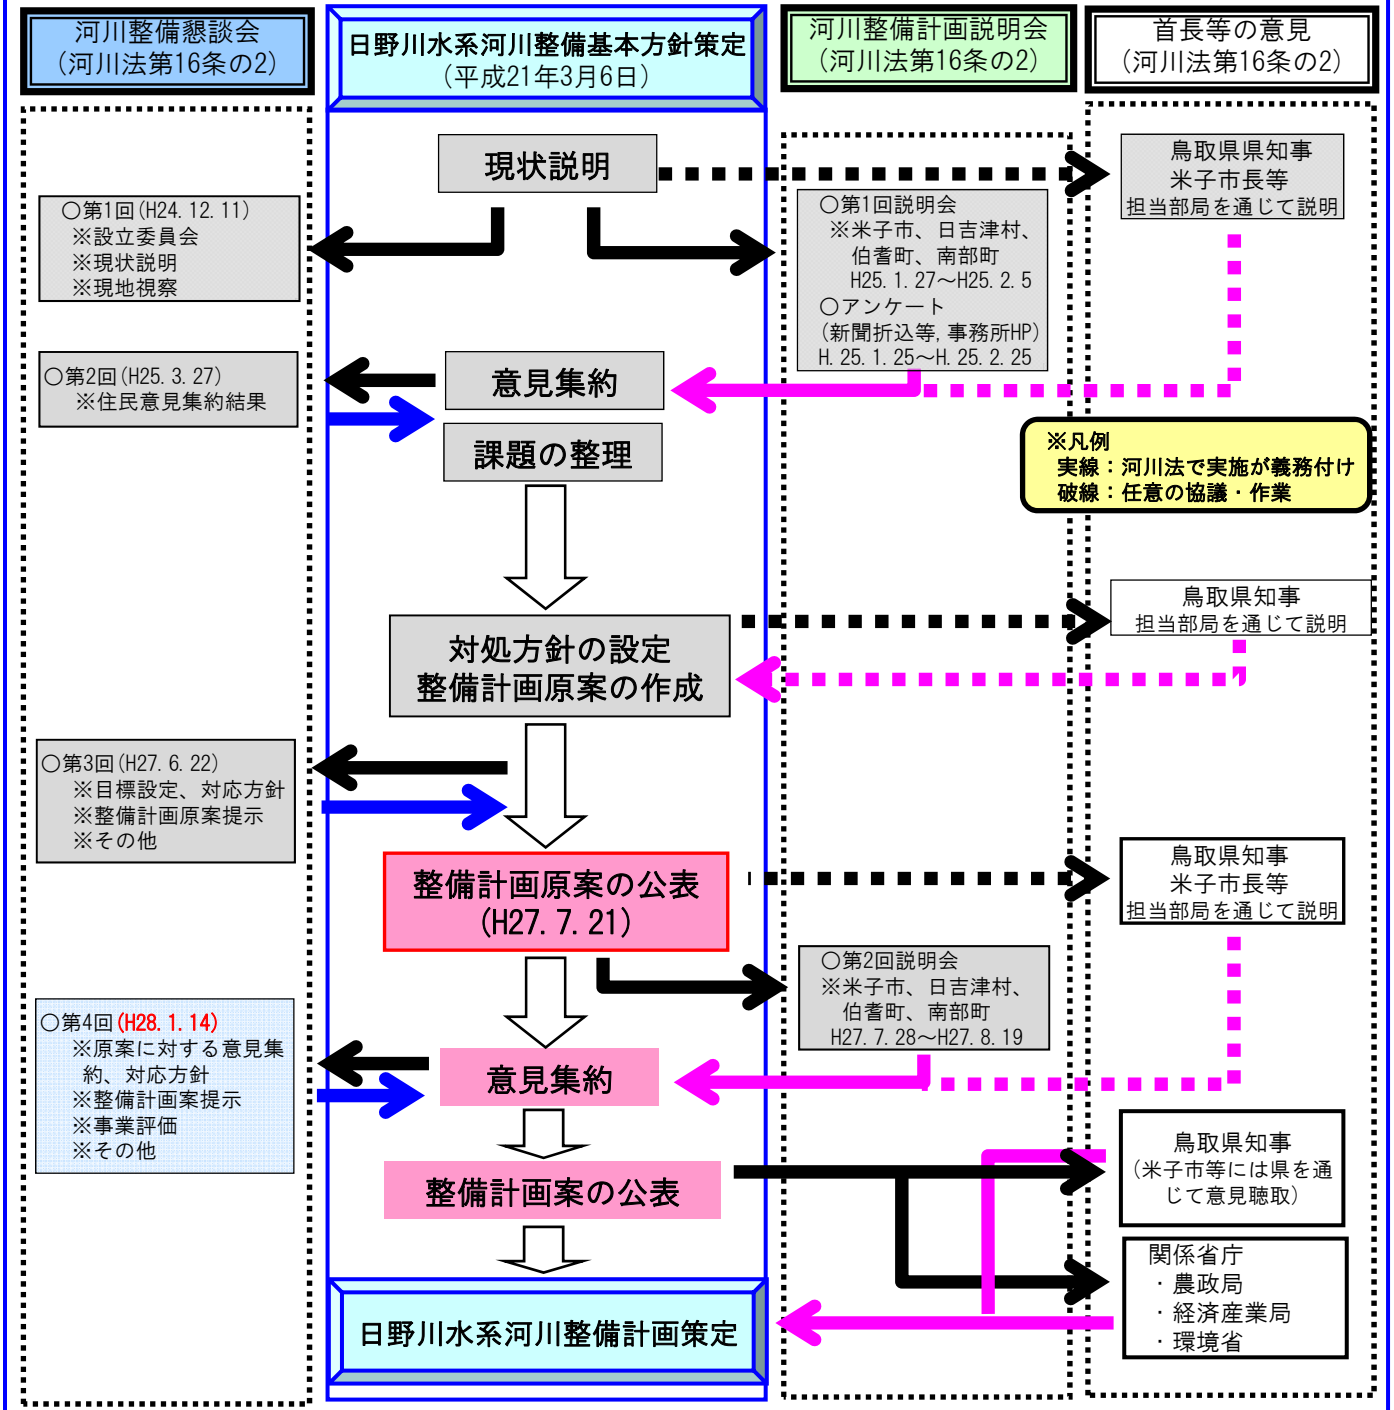 河川整備懇談会
(河川法第16条の2)
日野川水系河川整備基本方針策定
(平成21年3月6日)
河川整備計画説明会
(河川法第16条の2)
首長等の意見
(河川法第16条の2)
現状説明
鳥取県県知事
米子市長等
担当部局を通じて説明
○第1回(H24.12.11)
※設立委員会
※現状説明
※現地視察
○第1回説明会
※米子市、日吉津村、
伯耆町、南部町
H25.1.27～H25.2.5
○アンケート
(新聞折込等,事務所HP)
H.25.1.25～H.25.2.25
○第2回(H25.3.27)
※住民意見集約結果
意見集約
課題の整理
※凡例
実線：河川法で実施が義務付け
破線：任意の協議・作業
対処方針の設定
整備計画原案の作成
鳥取県知事
担当部局を通じて説明
○第3回(H27.6.22)
※目標設定、対応方針
※整備計画原案提示
※その他
整備計画原案の公表
(H27.7.21)
鳥取県知事
米子市長等
担当部局を通じて説明
○第2回説明会
※米子市、日吉津村、
伯耆町、南部町
H27.7.28～H27.8.19
○第4回(H28.1.14)
※原案に対する意見集
約、対応方針
※整備計画案提示
※事業評価
※その他
意見集約
整備計画案の公表
鳥取県知事
(米子市等には県を通
じて意見聴取)
関係省庁
・農政局
・経済産業局
・環境省
日野川水系河川整備計画策定